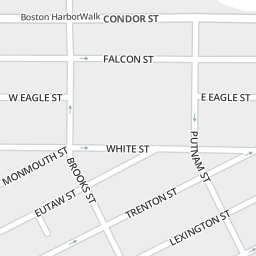 Boston HarborWalk
CONDOR ST
FALCON ST
W EAGLE ST
E EAGLE ST
WHITE ST
PUTNAM ST
MONMOUTH ST
BROOKS ST
EUTAW ST
TRENTON ST
LEXINGTON ST